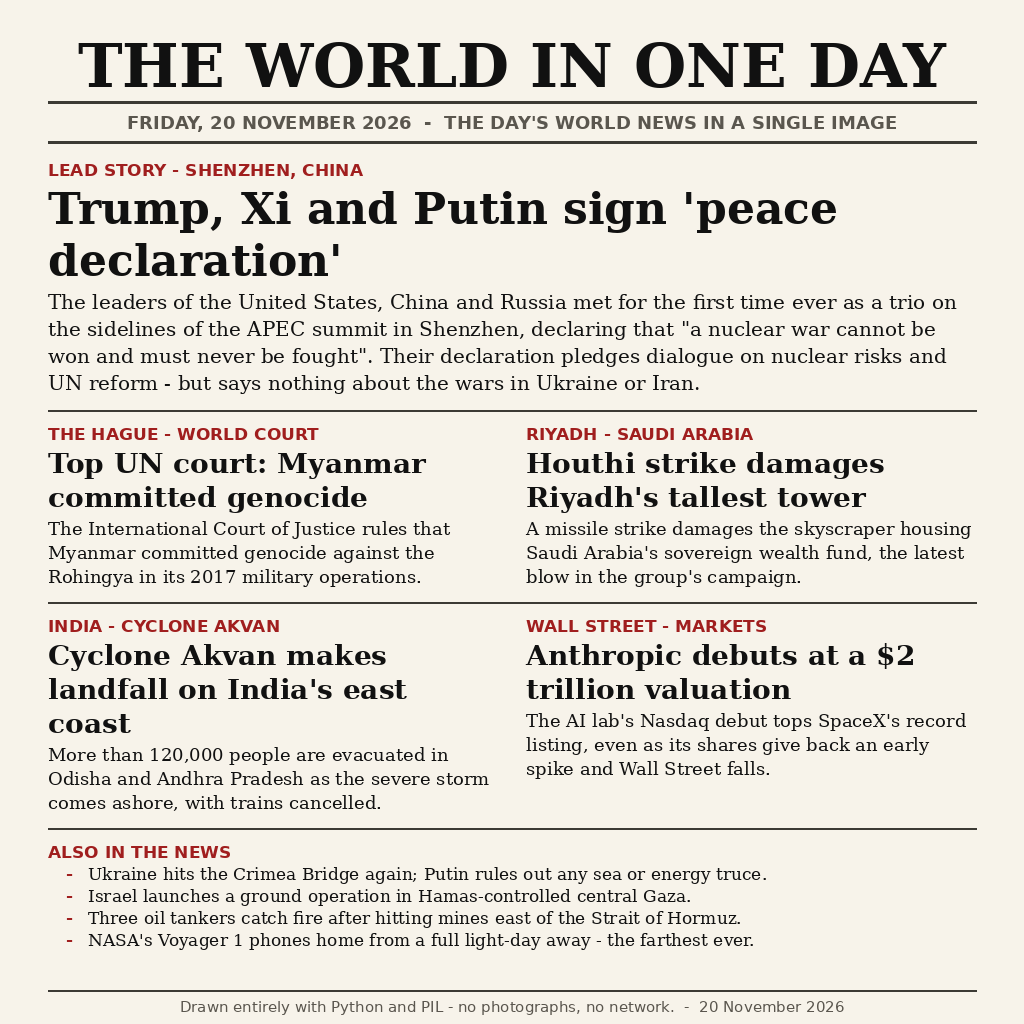 THE WORLD IN ONE DAY
FRIDAY, 20 NOVEMBER 2026 - THE DAY'S WORLD NEWS IN A SINGLE IMAGE
LEAD STORY - SHENZHEN, CHINA
Trump, Xi and Putin sign 'peace
declaration'
The leaders of the United States, China and Russia met for the first time ever as a trio on
the sidelines of the APEC summit in Shenzhen, declaring that "a nuclear war cannot be
won and must never be fought". Their declaration pledges dialogue on nuclear risks and
UN reform - but says nothing about the wars in Ukraine or Iran.
THE HAGUE - WORLD COURT
Top UN court: Myanmar
committed genocide
The International Court of Justice rules that
Myanmar committed genocide against the
Rohingya in its 2017 military operations.
RIYADH - SAUDI ARABIA
Houthi strike damages
Riyadh's tallest tower
A missile strike damages the skyscraper housing
Saudi Arabia's sovereign wealth fund, the latest
blow in the group's campaign.
INDIA - CYCLONE AKVAN
Cyclone Akvan makes
landfall on India's east
coast
More than 120,000 people are evacuated in
Odisha and Andhra Pradesh as the severe storm
comes ashore, with trains cancelled.
WALL STREET - MARKETS
Anthropic debuts at a $2
trillion valuation
The AI lab's Nasdaq debut tops SpaceX's record
listing, even as its shares give back an early
spike and Wall Street falls.
ALSO IN THE NEWS
- Ukraine hits the Crimea Bridge again; Putin rules out any sea or energy truce.
- Israel launches a ground operation in Hamas-controlled central Gaza.
- Three oil tankers catch fire after hitting mines east of the Strait of Hormuz.
- NASA's Voyager 1 phones home from a full light-day away - the farthest ever.
Drawn entirely with Python and PIL - no photographs, no network. - 20 November 2026